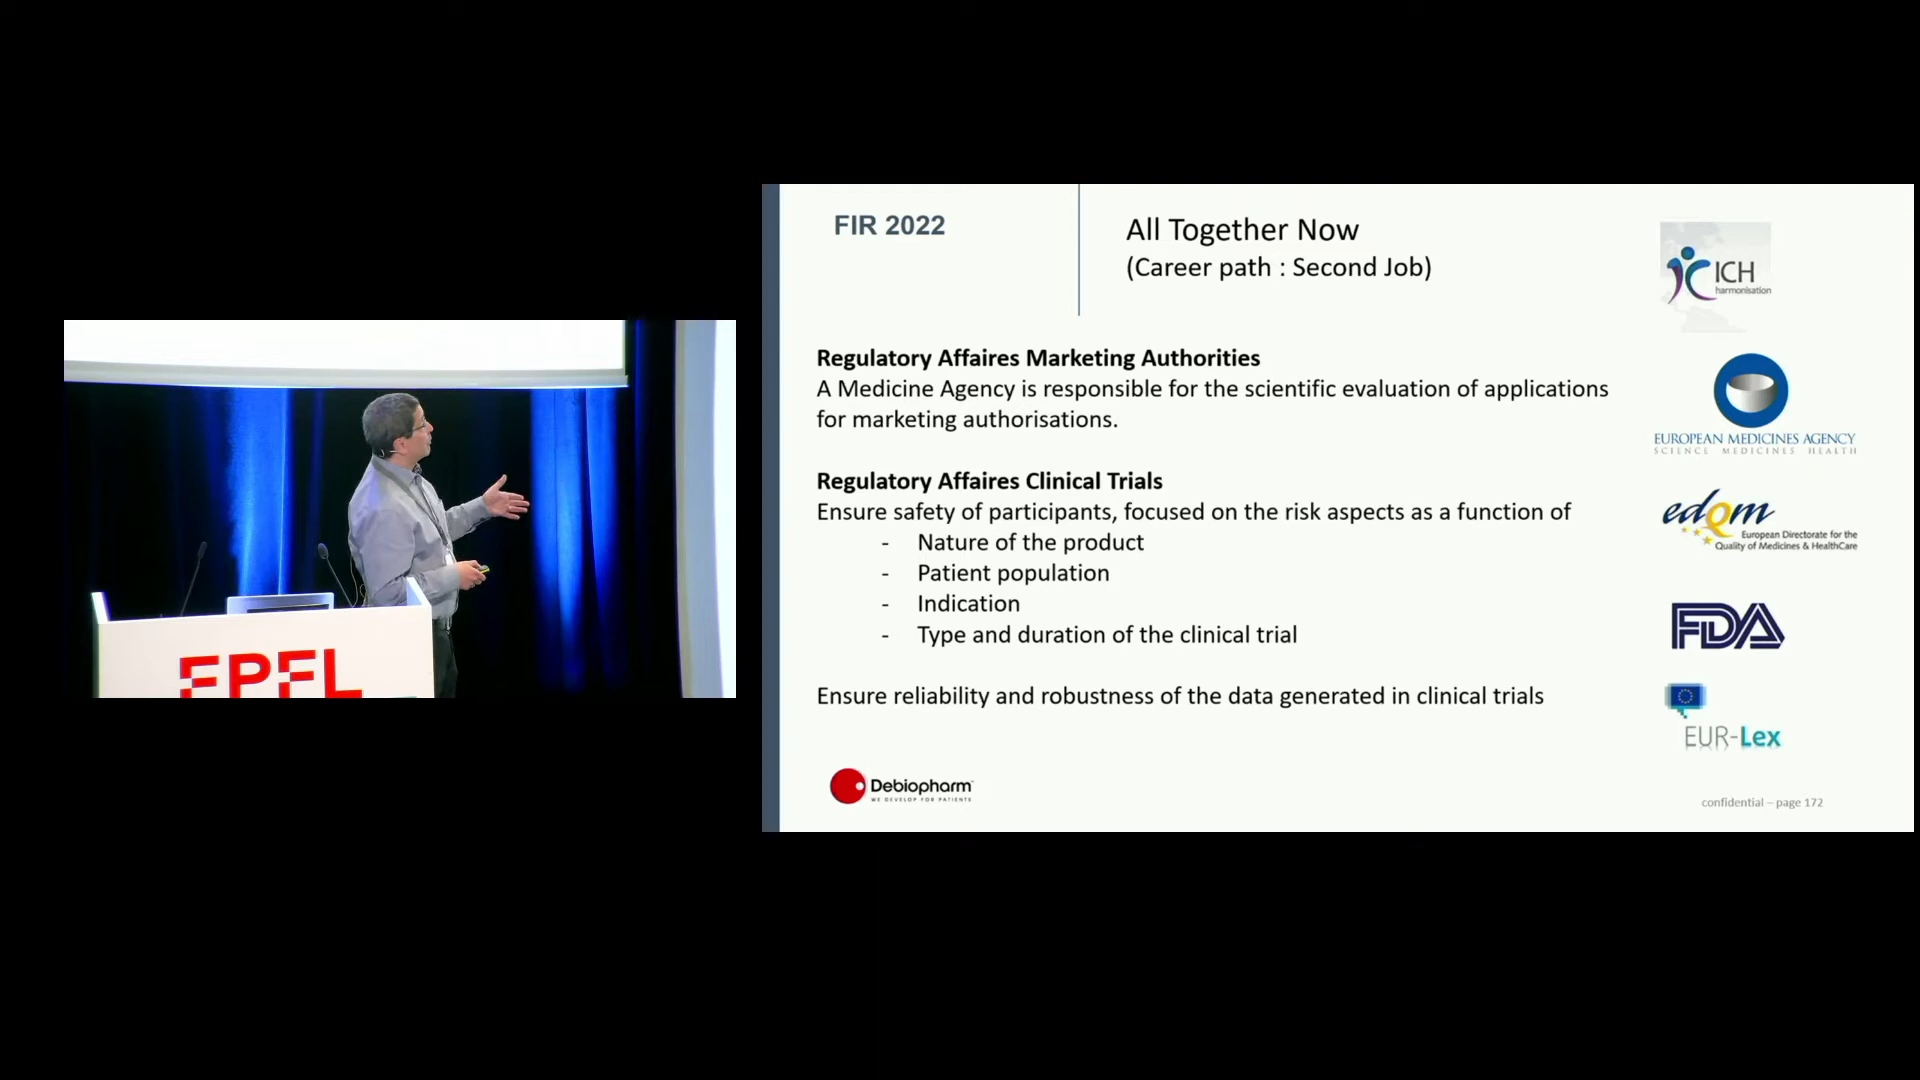 EPFL
FIR 2022
All Together Now
(Career path : Second Job)
ICH
harmonisation
Regulatory Affaires Marketing Authorities
A Medicine Agency is responsible for the scientific evaluation of applications
for marketing authorisations.
EUROPEAN MEDICINES AGENCY
SCIENCE MEDICINES HEALTH
Regulatory Affaires Clinical Trials
Ensure safety of participants, focused on the risk aspects as a function of
- Nature of the product
- Patient population
- Indication
- Type and duration of the clinical trial
edQm
European Directorate for the
Quality of Medicines & HealthCare
FDA
Ensure reliability and robustness of the data generated in clinical trials
EUR-Lex
Debiopharm™
WE DEVELOP FOR PATIENTS
confidential – page 172